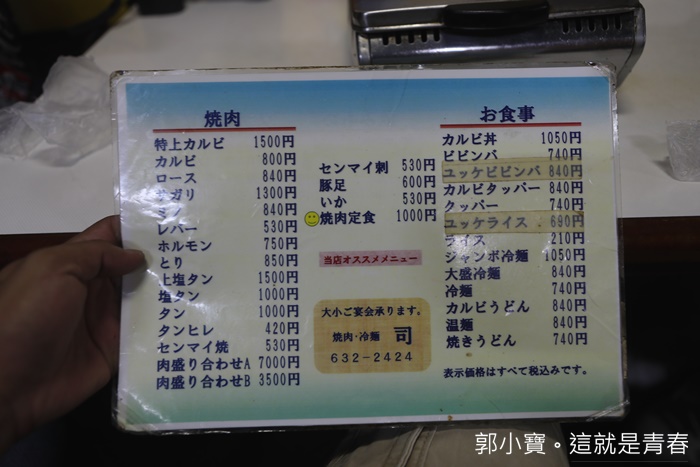 焼肉
特上カルビ 1500円
カルビ 800円
ロース 840円
サガリ 1300円
ミノ 840円
レバー 530円
ホルモン 750円
とり 850円
上塩タン 1500円
塩タン 1000円
タン 1000円
タンヒレ 420円
センマイ焼 530円
肉盛り合わせA 7000円
肉盛り合わせB 3500円
センマイ刺 530円
豚足 600円
いか 530円
焼肉定食 1000円
当店オススメメニュー
大小ご宴会承ります。
焼肉・冷麺 司
632-2424
お食事
カルビ丼 1050円
ビビンバ 740円
ユッケビビンバ 840円
カルビタッパー 840円
クッパー 740円
ユッケライス 690円
ライス 210円
ジャンボ冷麺 1050円
大盛冷麺 840円
冷麺 740円
カルビうどん 840円
温麺 840円
焼きうどん 740円
表示価格はすべて税込みです。
郭小寶。這就是青春